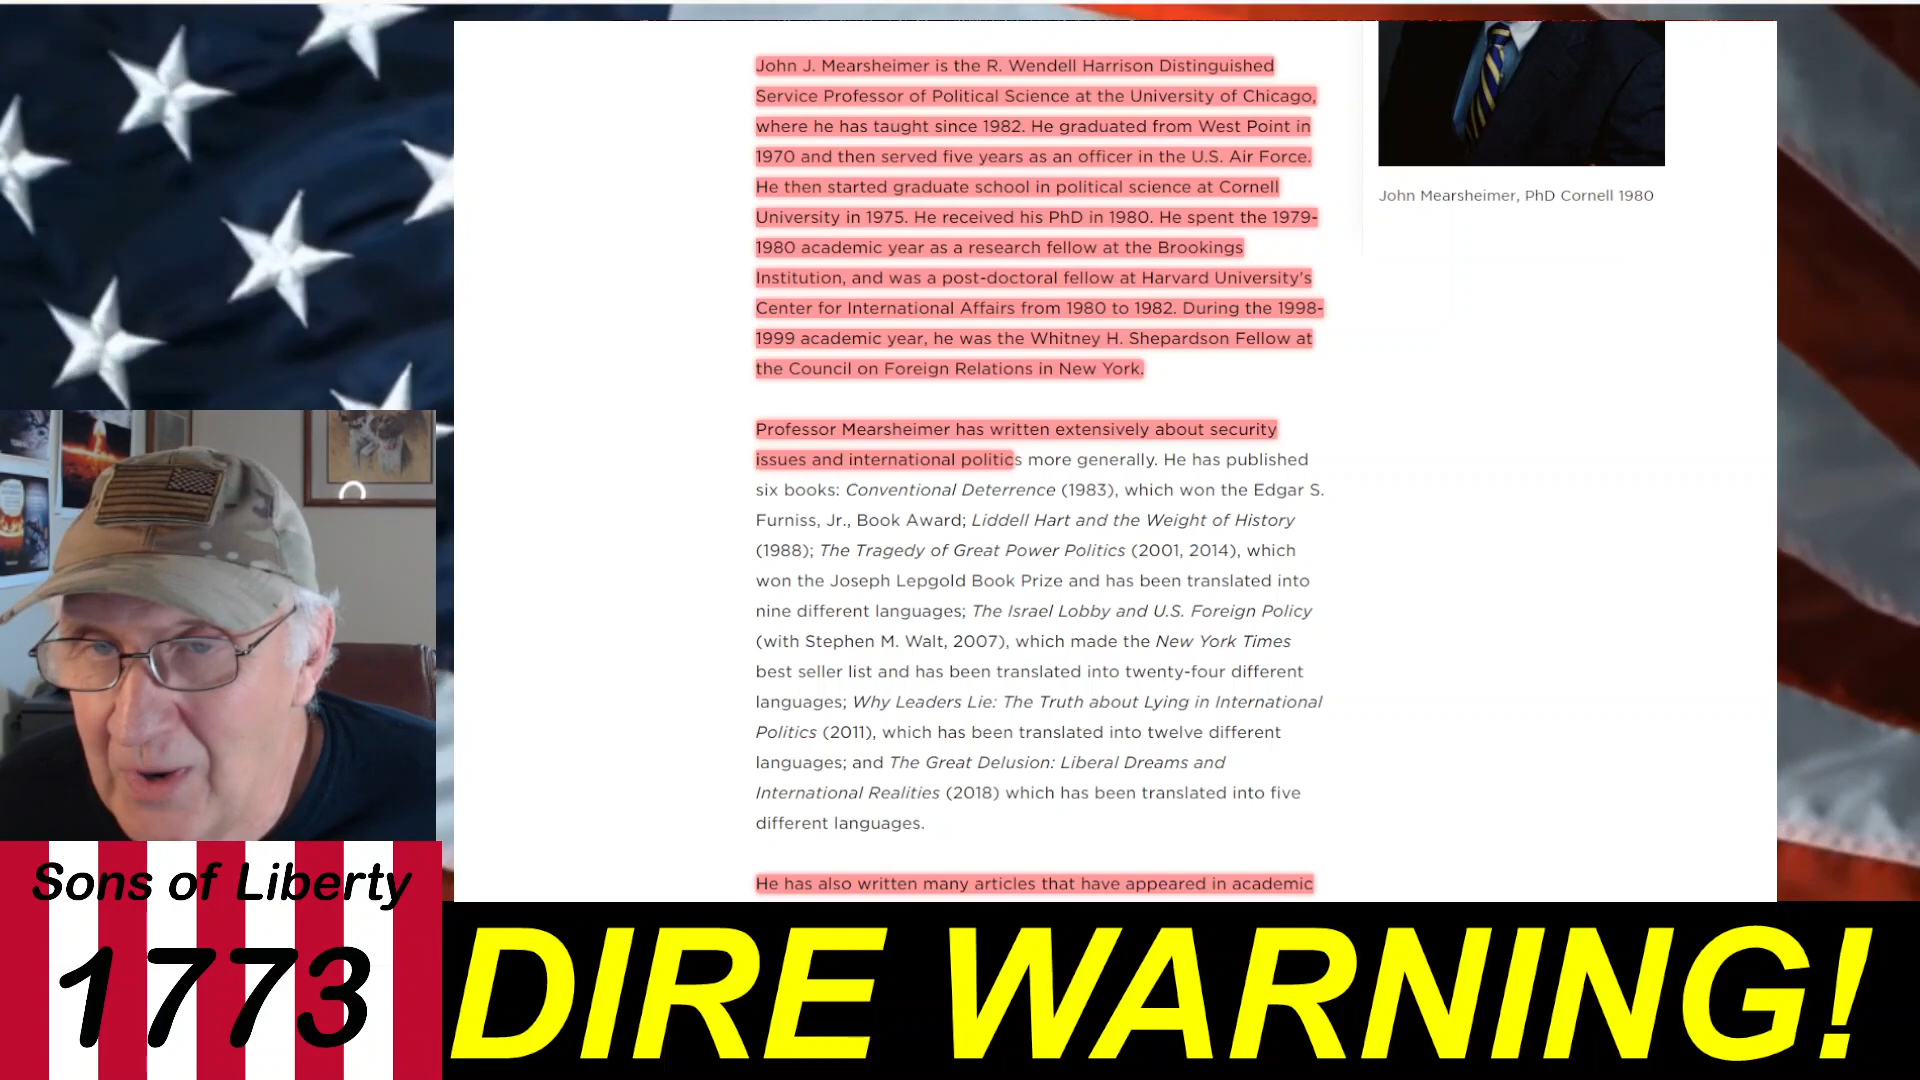 John J. Mearsheimer is the R. Wendell Harrison Distinguished
Service Professor of Political Science at the University of Chicago,
where he has taught since 1982. He graduated from West Point in
1970 and then served five years as an officer in the U.S. Air Force.
He then started graduate school in political science at Cornell
University in 1975. He received his PhD in 1980. He spent the 1979-
1980 academic year as a research fellow at the Brookings
Institution, and was a post-doctoral fellow at Harvard University's
Center for International Affairs from 1980 to 1982. During the 1998-
1999 academic year, he was the Whitney H. Shepardson Fellow at
the Council on Foreign Relations in New York.
Professor Mearsheimer has written extensively about security
issues and international politics more generally. He has published
six books: Conventional Deterrence (1983), which won the Edgar S.
Furniss, Jr., Book Award; Liddell Hart and the Weight of History
(1988); The Tragedy of Great Power Politics (2001, 2014), which
won the Joseph Lepgold Book Prize and has been translated into
nine different languages; The Israel Lobby and U.S. Foreign Policy
(with Stephen M. Walt, 2007), which made the New York Times
best seller list and has been translated into twenty-four different
languages; Why Leaders Lie: The Truth about Lying in International
Politics (2011), which has been translated into twelve different
languages; and The Great Delusion: Liberal Dreams and
International Realities (2018) which has been translated into five
different languages.
He has also written many articles that have appeared in academic
John Mearsheimer, PhD Cornell 1980
Sons of Liberty
1773
DIRE WARNING!